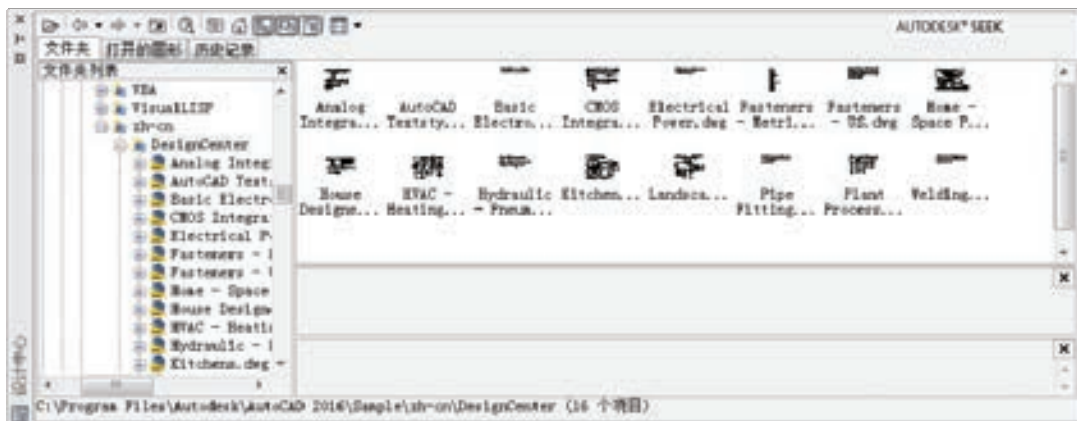 AUTODESK® SEEK
文件夹 打开的图形 历史记录
文件夹列表
VBA
VisualLISP
zh-cn
DesignCenter
Analog Integ
AutoCAD Text
Basic Electr
CMOS Integra
Electrical P
Fasteners -
Fasteners -
Home - Space
House Design
HVAC - Heati
Hydraulic -
Kitchens.dwg
Analog Integra... AutoCAD Textsty... Basic Electro... CMOS Integra... Electrical Power.dwg Fasteners - Metri... Fasteners - US.dwg Home - Space P...
House Designe... HVAC - Heating... Hydraulic - Pneum... Kitchen... Landsca... Pipe Fitting... Plant Process... Welding...
设计中心
C:\Program Files\Autodesk\AutoCAD 2016\Sample\zh-cn\DesignCenter (16 个项目)